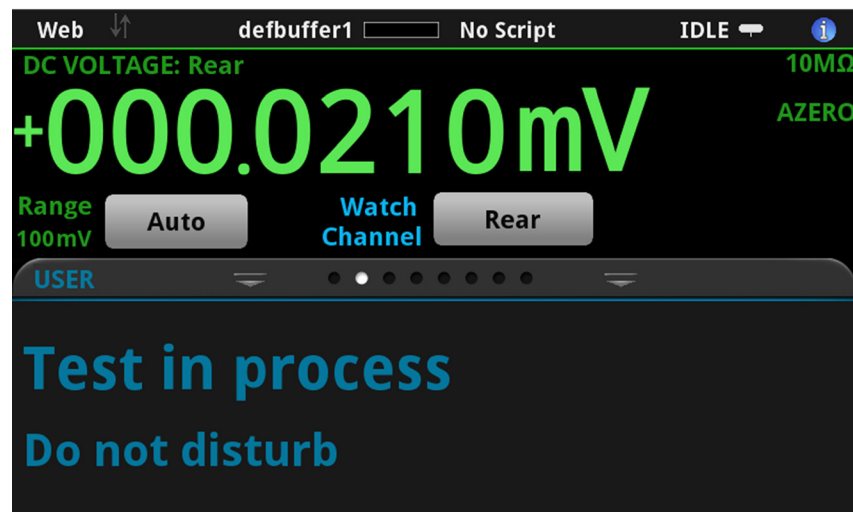 Web defbuffer1 No Script IDLE
DC VOLTAGE: Rear 10MΩ
+000.0210mV AZERO
Range 100mV Auto Watch Channel Rear
USER
Test in process
Do not disturb